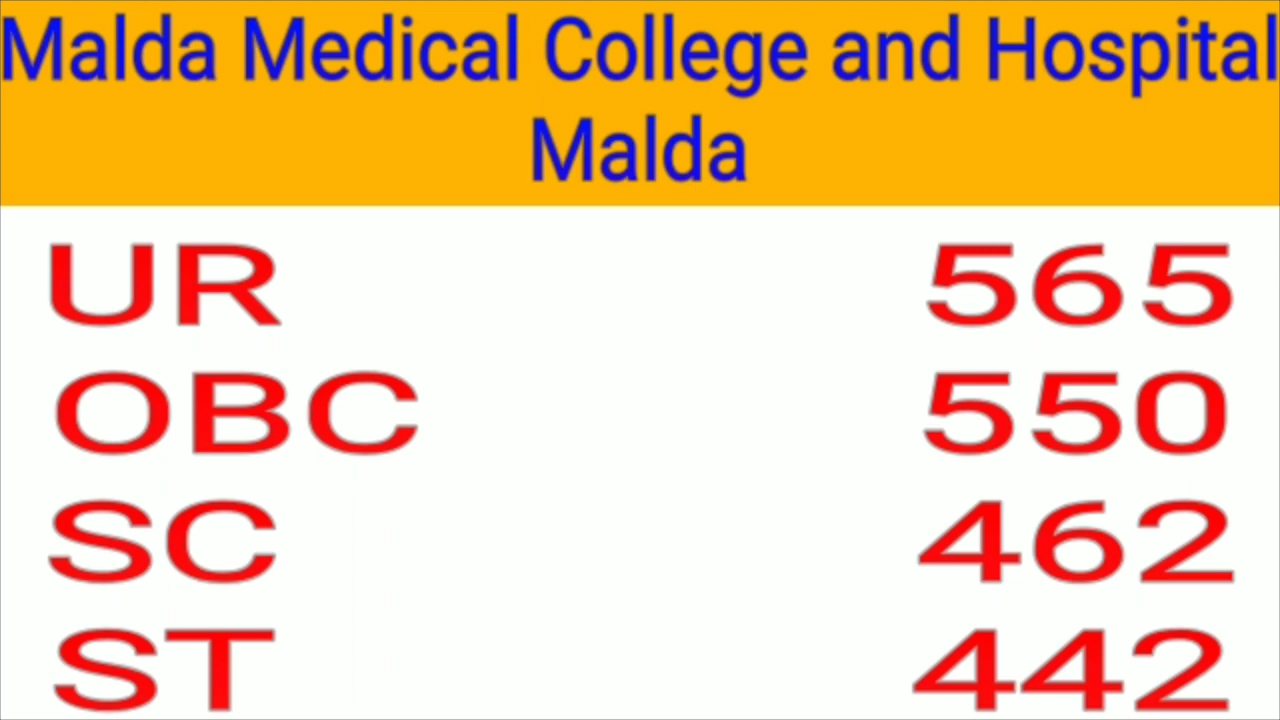 Malda Medical College and Hospital
Malda
UR 565
OBC 550
SC 462
ST 442